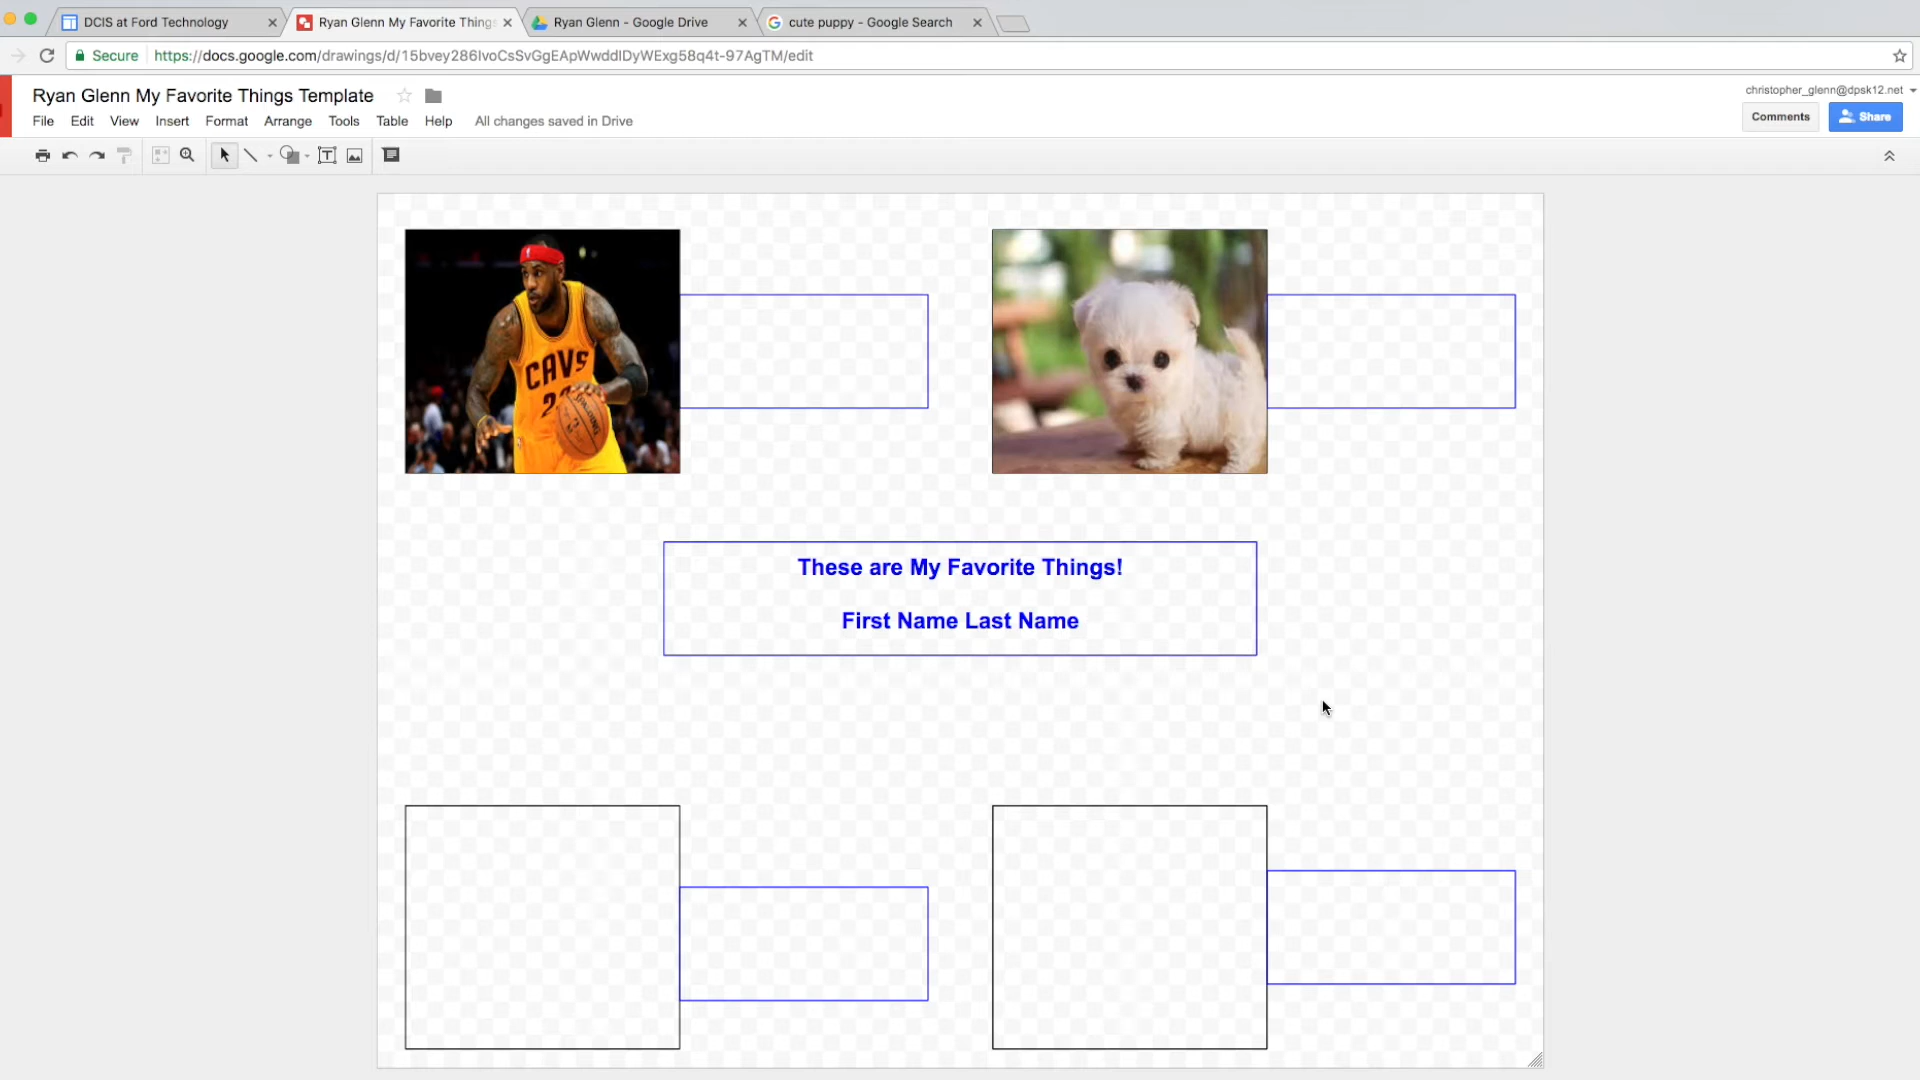 DCIS at Ford Technology
Ryan Glenn My Favorite Things
Ryan Glenn - Google Drive
cute puppy - Google Search
Secure
https://docs.google.com/drawings/d/15bvey286IvoCsSvGgEApWwddIDyWExg58q4t-97AgTM/edit
Ryan Glenn My Favorite Things Template
christopher_glenn@dpsk12.net
File Edit View Insert Format Arrange Tools Table Help All changes saved in Drive
Comments
Share
CAVS
SPALDING
These are My Favorite Things!
First Name Last Name